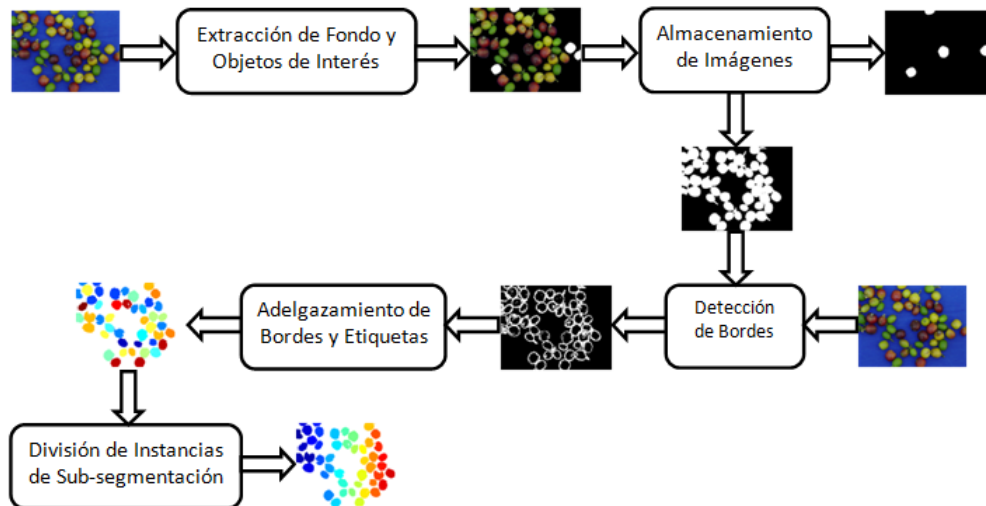 Extracción de Fondo y
Objetos de Interés
Almacenamiento
de Imágenes
Detección
de Bordes
Adelgazamiento de
Bordes y Etiquetas
División de Instancias
de Sub-segmentación